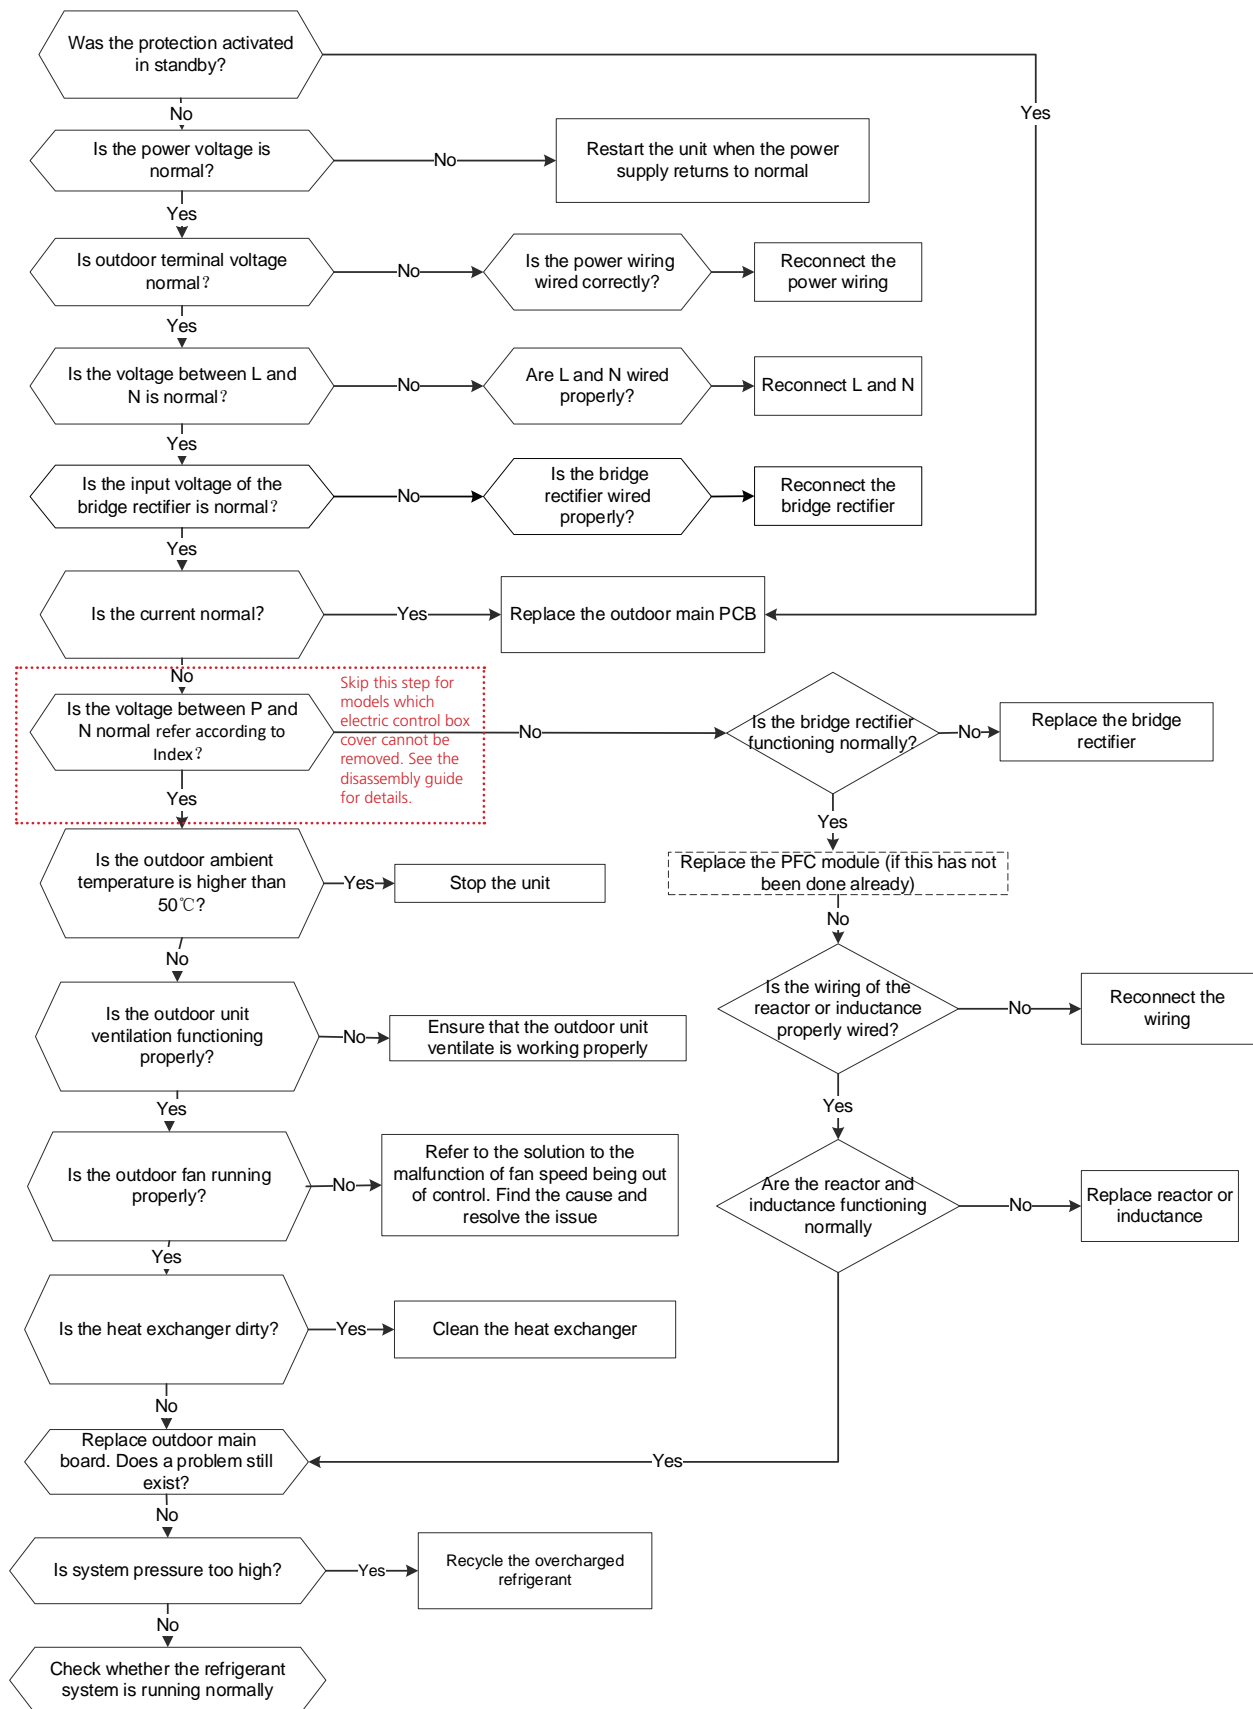 Was the protection activated
in standby?
Yes
No
Is the power voltage is
normal?
No
Restart the unit when the power
supply returns to normal
Yes
Is outdoor terminal voltage
normal?
No
Is the power wiring
wired correctly?
Reconnect the
power wiring
Yes
Is the voltage between L and
N is normal?
No
Are L and N wired
properly?
Reconnect L and N
Yes
Is the input voltage of the
bridge rectifier is normal?
No
Is the bridge
rectifier wired
properly?
Reconnect the
bridge rectifier
Yes
Is the current normal?
Yes
Replace the outdoor main PCB
No
Is the voltage between P and
N normal refer according to
Index?
Skip this step for
models which
electric control box
cover cannot be
removed. See the
disassembly guide
for details.
No
Is the bridge rectifier
functioning normally?
No
Replace the bridge
rectifier
Yes
Yes
Is the outdoor ambient
temperature is higher than
50℃?
Yes
Stop the unit
Replace the PFC module (if this has not
been done already)
No
No
Is the outdoor unit
ventilation functioning
properly?
No
Ensure that the outdoor unit
ventilate is working properly
Is the wiring of the
reactor or inductance
properly wired?
No
Reconnect the
wiring
Yes
Yes
Is the outdoor fan running
properly?
No
Refer to the solution to the
malfunction of fan speed being out
of control. Find the cause and
resolve the issue
Are the reactor and
inductance functioning
normally
No
Replace reactor or
inductance
Yes
Is the heat exchanger dirty?
Yes
Clean the heat exchanger
No
Replace outdoor main
board. Does a problem still
exist?
Yes
No
Is system pressure too high?
Yes
Recycle the overcharged
refrigerant
No
Check whether the refrigerant
system is running normally